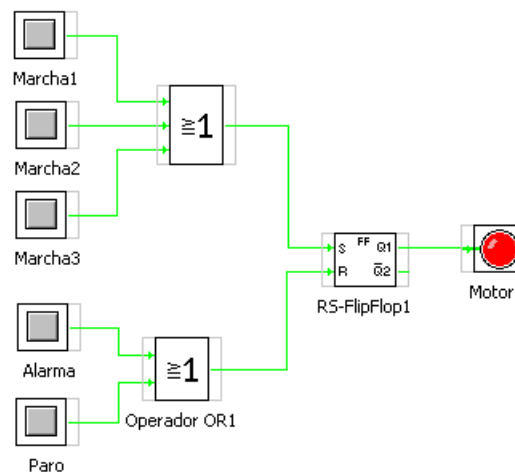 Marcha1
≧1
Marcha2
Marcha3
S FF Q1
R Q̅2
RS-FlipFlop1
Motor
Alarma
≧1
Operador OR1
Paro